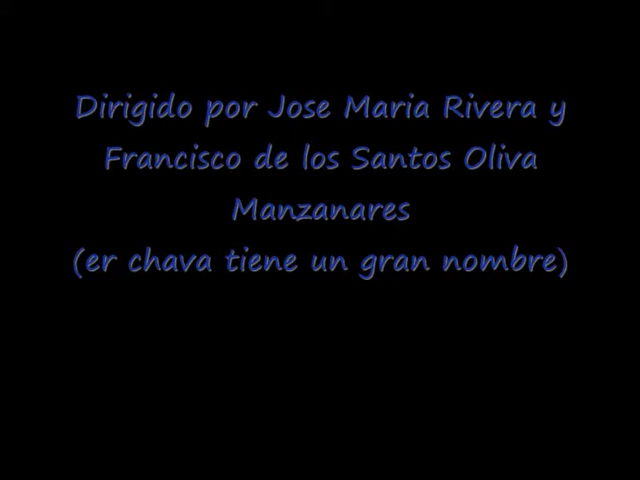 Dirigido por Jose Maria Rivera y
Francisco de los Santos Oliva
Manzanares
(er chava tiene un gran nombre)